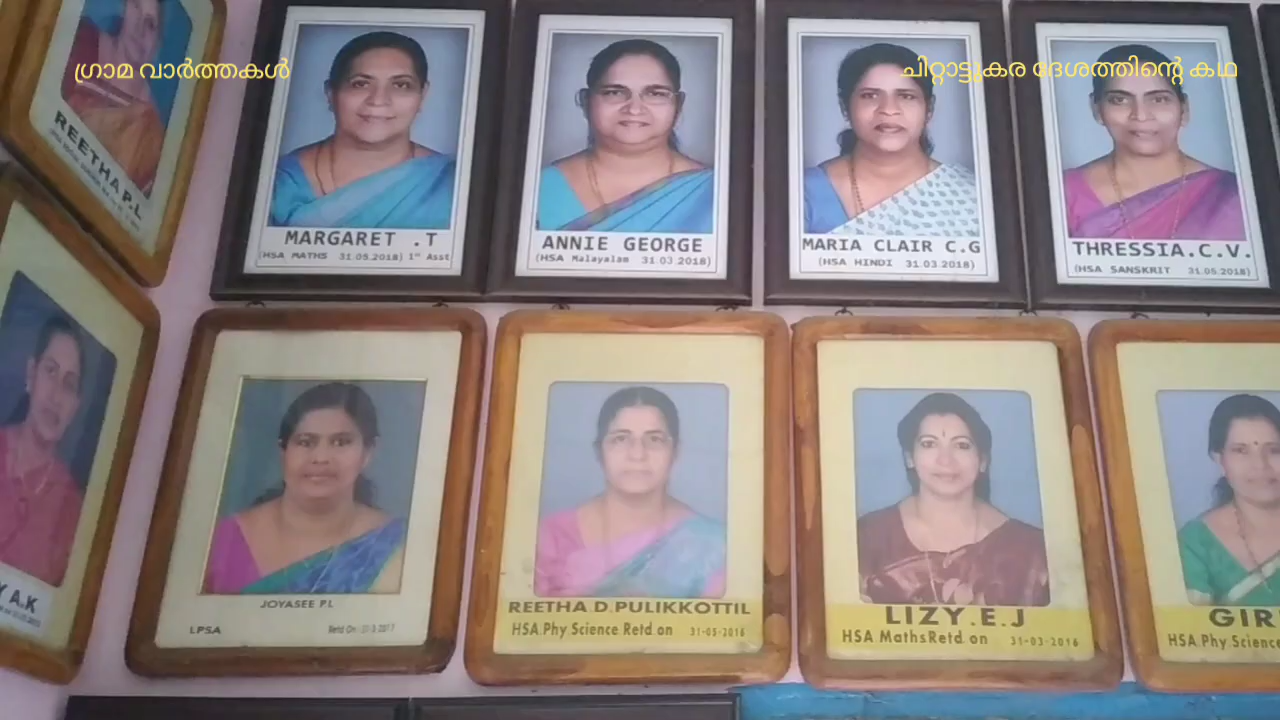 ഗ്രാമ വാർത്തകൾ
ചിറ്റാട്ടുകര ദേശത്തിന്റെ കഥ
REETHA P.L
MARGARET .T
(HSA MATHS 31.05.2018) 1st Asst
ANNIE GEORGE
(HSA Malayalam 31.03.2018)
MARIA CLAIR C.G
(HSA HINDI 31.03.2018)
THRESSIA.C.V.
(HSA SANSKRIT 31.05.2018)
Y A.K
JOYASEE P.L
LPSA Retd On
REETHA D.PULIKKOTTIL
HSA.Phy Science Retd.on 31-05-2016
LIZY.E.J
HSA MathsRetd on 31-03-2016
GIR
HSA.Phy Science